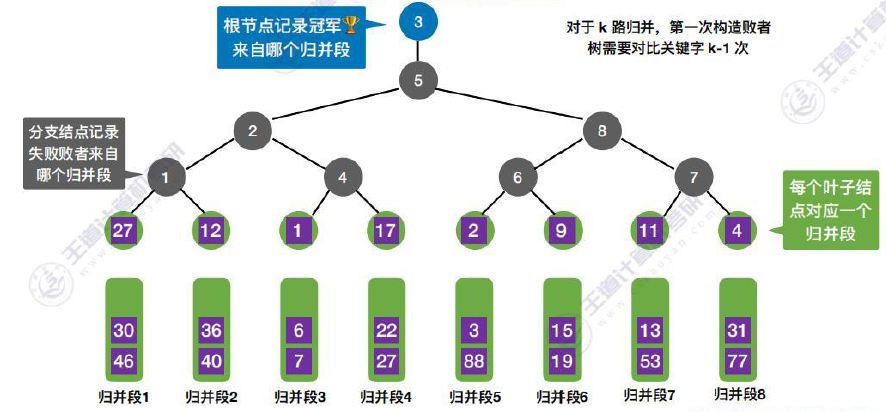 根节点记录冠军🏆
来自哪个归并段
3
对于 k 路归并，第一次构造败者
树需要对比关键字 k-1 次
5
2
8
分支结点记录
失败败者来自
哪个归并段
1
4
6
7
每个叶子结
点对应一个
归并段
27 12 1 17 2 9 11 4
30 36 6 22 3 15 13 31
46 40 7 27 88 19 53 77
归并段1 归并段2 归并段3 归并段4 归并段5 归并段6 归并段7 归并段8
王道计算机考研